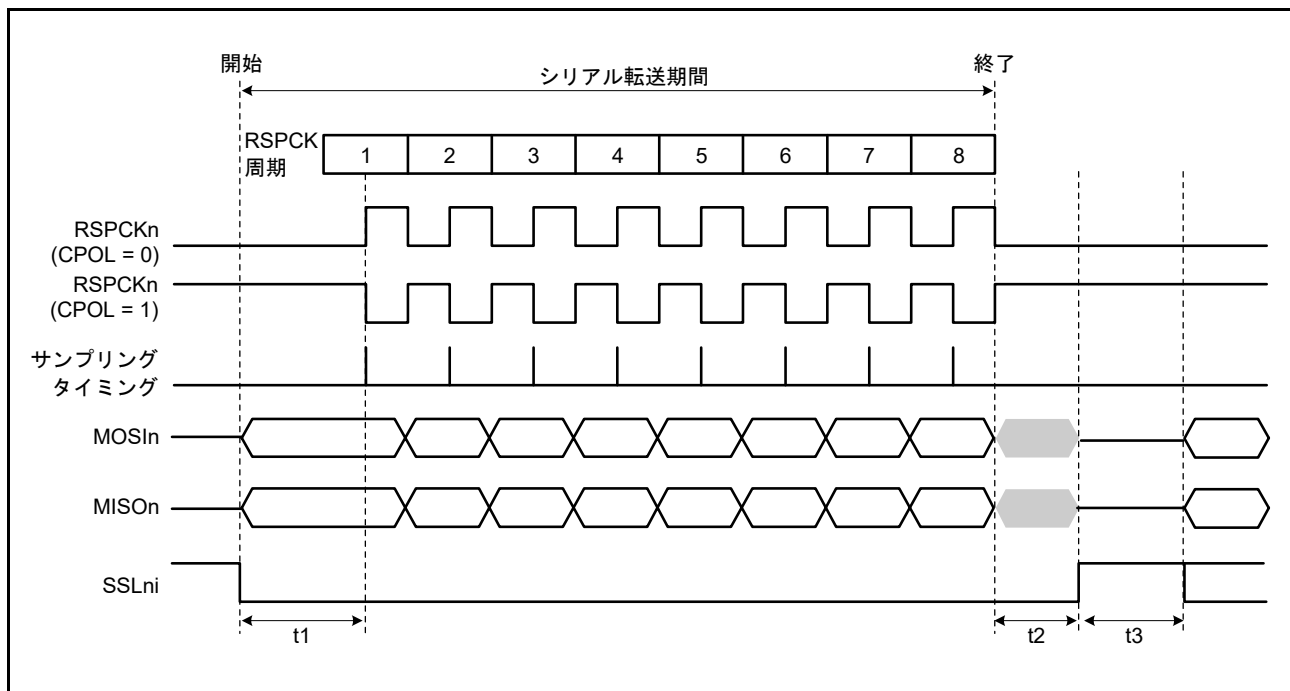 開始
シリアル転送期間
終了
RSPCK
周期
1 2 3 4 5 6 7 8
RSPCKn
(CPOL = 0)
RSPCKn
(CPOL = 1)
サンプリング
タイミング
MOSIn
MISOn
SSLni
t1
t2
t3